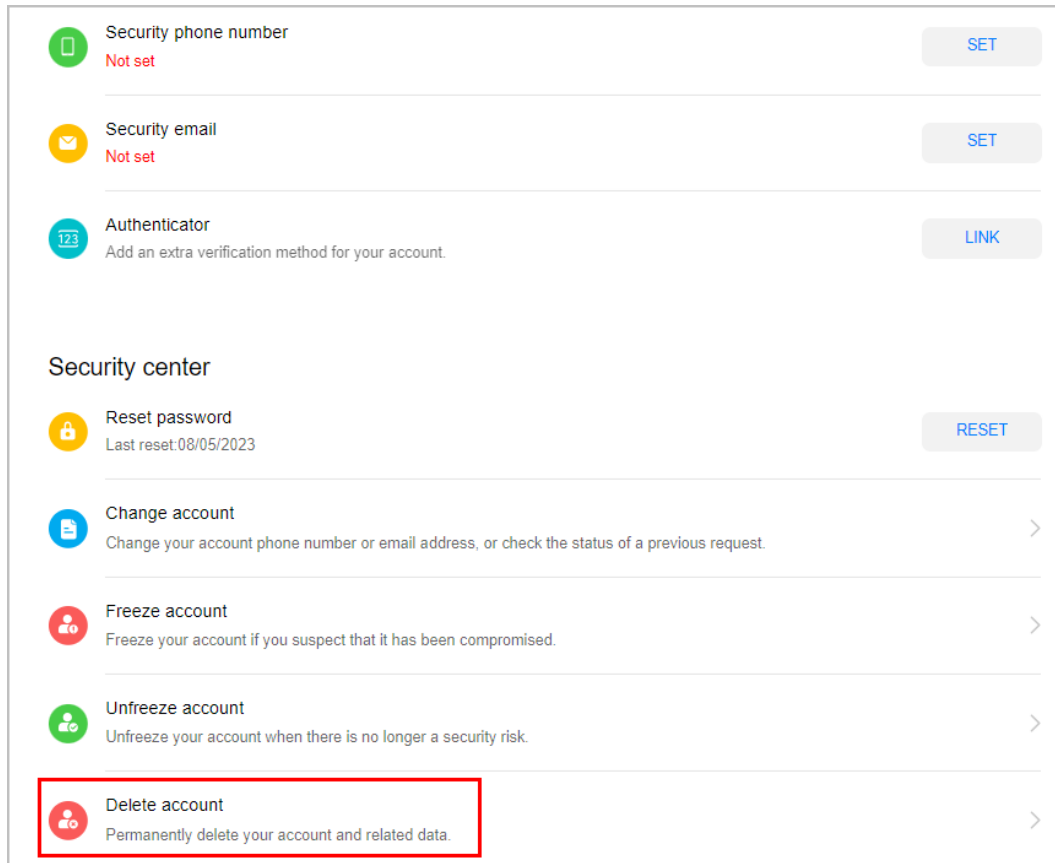 Security phone number
SET
Not set
Security email
SET
Not set
Authenticator
LINK
123
Add an extra verification method for your account.
Security center
Reset password
RESET
Last reset:08/05/2023
Change account
Change your account phone number or email address, or check the status of a previous request.
Freeze account
Freeze your account if you suspect that it has been compromised.
Unfreeze account
Unfreeze your account when there is no longer a security risk.
Delete account
Permanently delete your account and related data.